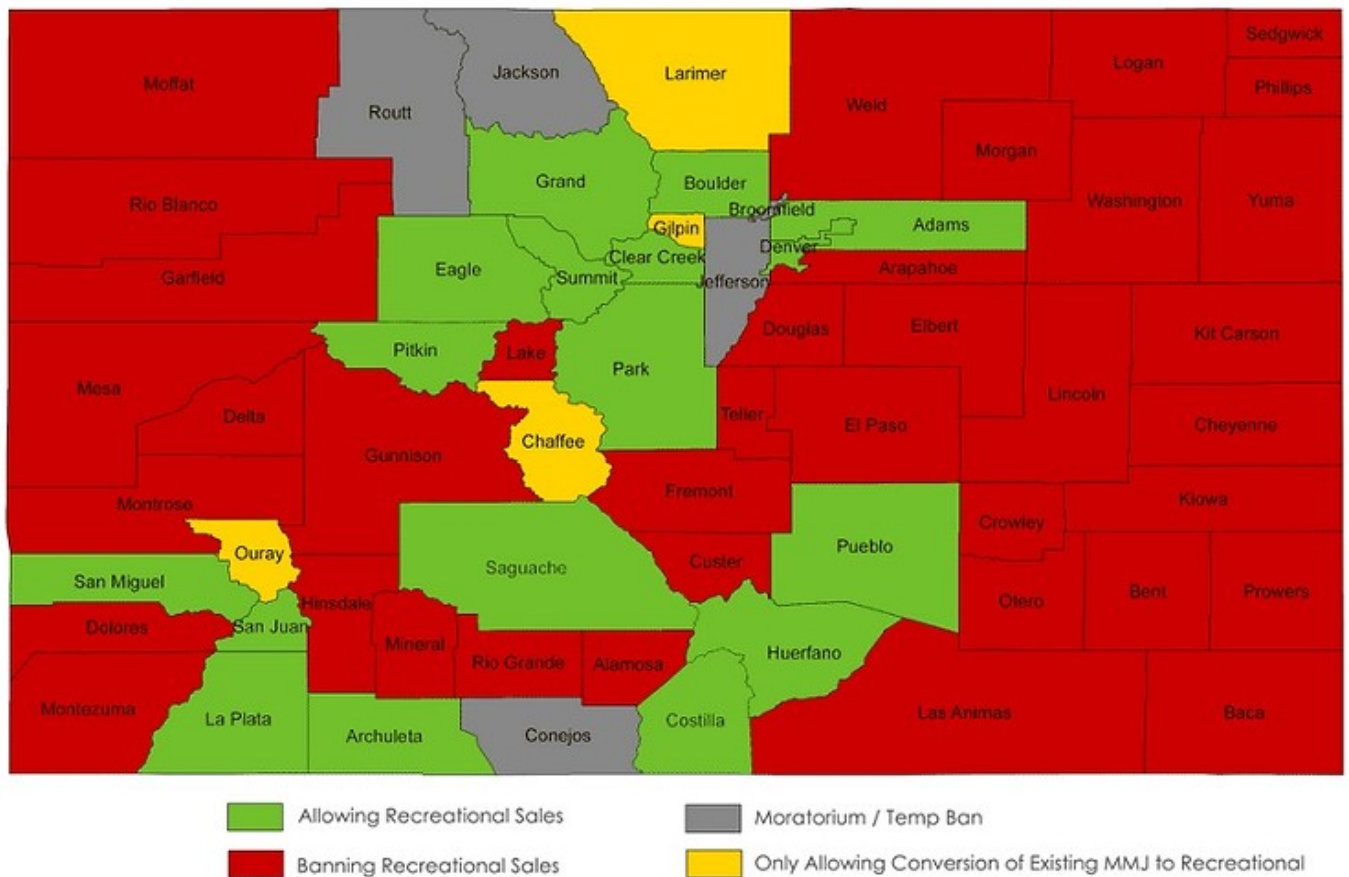 Sedgwick
Logan
Moffat
Jackson
Larimer
Phillips
Routt
Weld
Morgan
Grand
Boulder
Rio Blanco
Washington
Yuma
Broomfield
Gilpin
Adams
Denver
Clear Creek
Eagle
Arapahoe
Garfield
Summit
Jefferson
Douglas
Elbert
Kit Carson
Pitkin
Lake
Park
Mesa
Lincoln
Delta
Teller
El Paso
Cheyenne
Chaffee
Gunnison
Fremont
Kiowa
Montrose
Crowley
Ouray
Pueblo
San Miguel
Saguache
Custer
Hinsdale
Otero
Bent
Prowers
Dolores
San Juan
Mineral
Huerfano
Rio Grande
Alamosa
Montezuma
La Plata
Costilla
Las Animas
Baca
Archuleta
Conejos
Allowing Recreational Sales
Moratorium / Temp Ban
Banning Recreational Sales
Only Allowing Conversion of Existing MMJ to Recreational